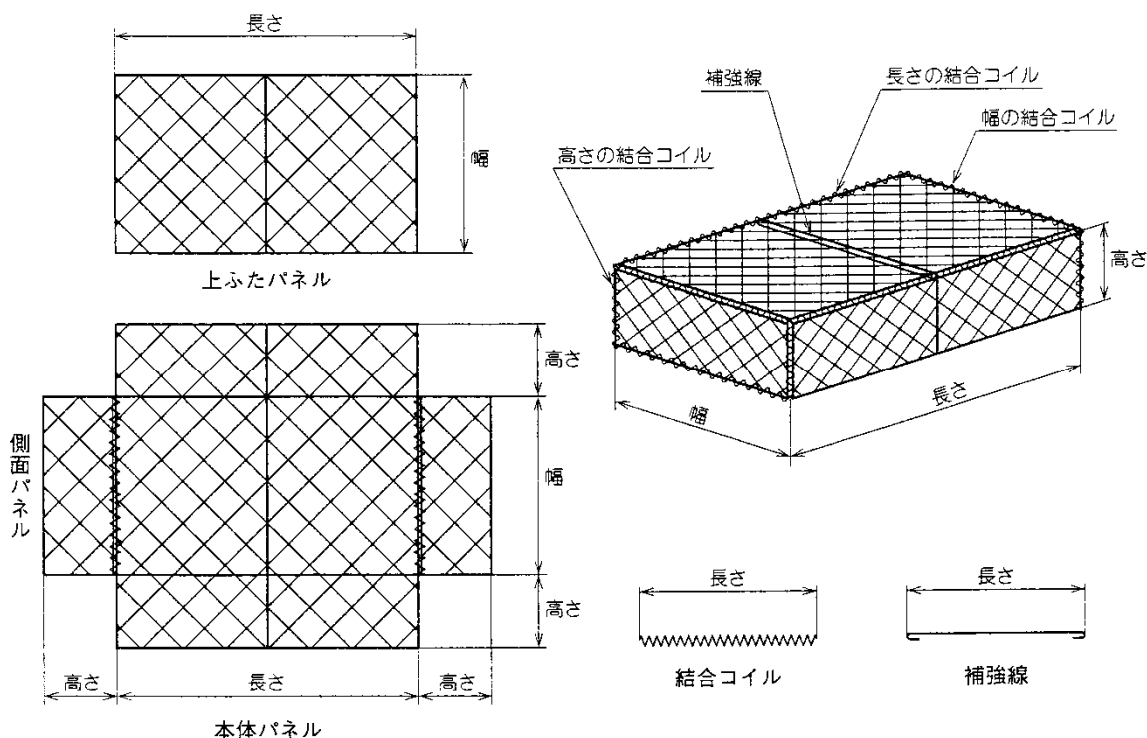 長さ
幅
上ふたパネル
高さ
幅
高さ
側面パネル
高さ
長さ
高さ
本体パネル
補強線
長さの結合コイル
幅の結合コイル
高さの結合コイル
高さ
幅
長さ
長さ
結合コイル
長さ
補強線